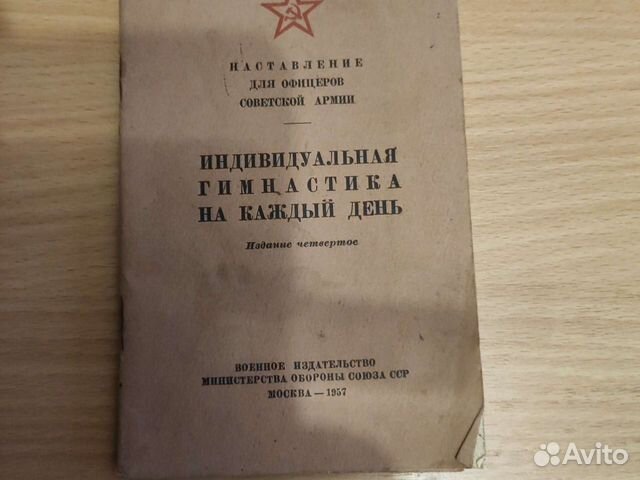 НАСТАВЛЕНИЕ
ДЛЯ ОФИЦЕРОВ
СОВЕТСКОЙ АРМИИ
ИНДИВИДУАЛЬНАЯ
ГИМНАСТИКА
НА КАЖДЫЙ ДЕНЬ
Издание четвертое
ВОЕННОЕ ИЗДАТЕЛЬСТВО
МИНИСТЕРСТВА ОБОРОНЫ СОЮЗА ССР
МОСКВА — 1957
Avito